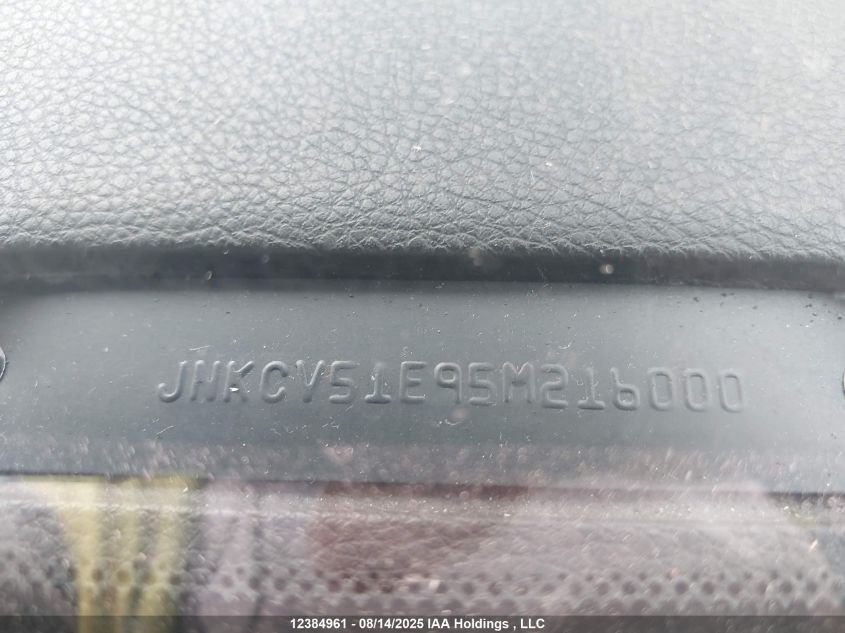 JNKCV51E95M216000
12384961 - 08/14/2025 IAA Holdings , LLC